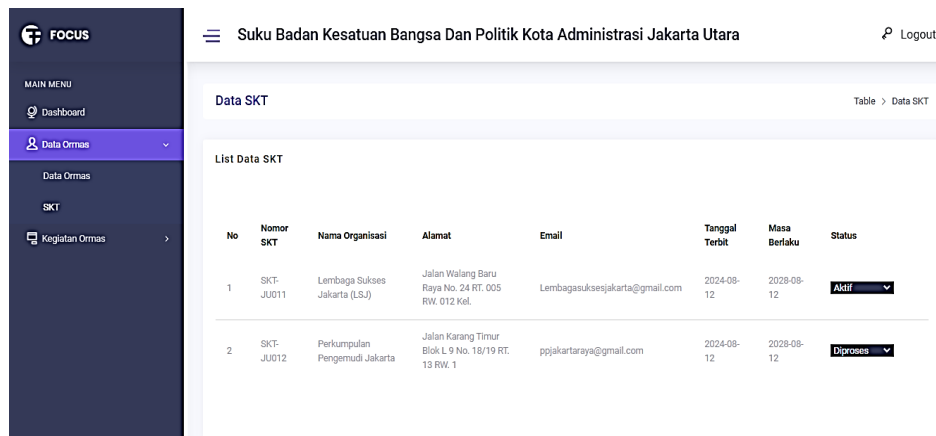 FOCUS
Suku Badan Kesatuan Bangsa Dan Politik Kota Administrasi Jakarta Utara
Logout
MAIN MENU
Dashboard
Data Ormas
Data Ormas
SKT
Kegiatan Ormas
Data SKT
Table > Data SKT
List Data SKT
No
Nomor
SKT
Nama Organisasi
Alamat
Email
Tanggal
Terbit
Masa
Berlaku
Status
1
SKT-
JU011
Lembaga Sukses
Jakarta (LSJ)
Jalan Walang Baru
Raya No. 24 RT. 005
RW. 012 Kel.
Lembagasuksesjakarta@gmail.com
2024-08-
12
2028-08-
12
Aktif
2
SKT-
JU012
Perkumpulan
Pengemudi Jakarta
Jalan Karang Timur
Blok L 9 No. 18/19 RT.
13 RW. 1
ppjakartaraya@gmail.com
2024-08-
12
2028-08-
12
Diproses